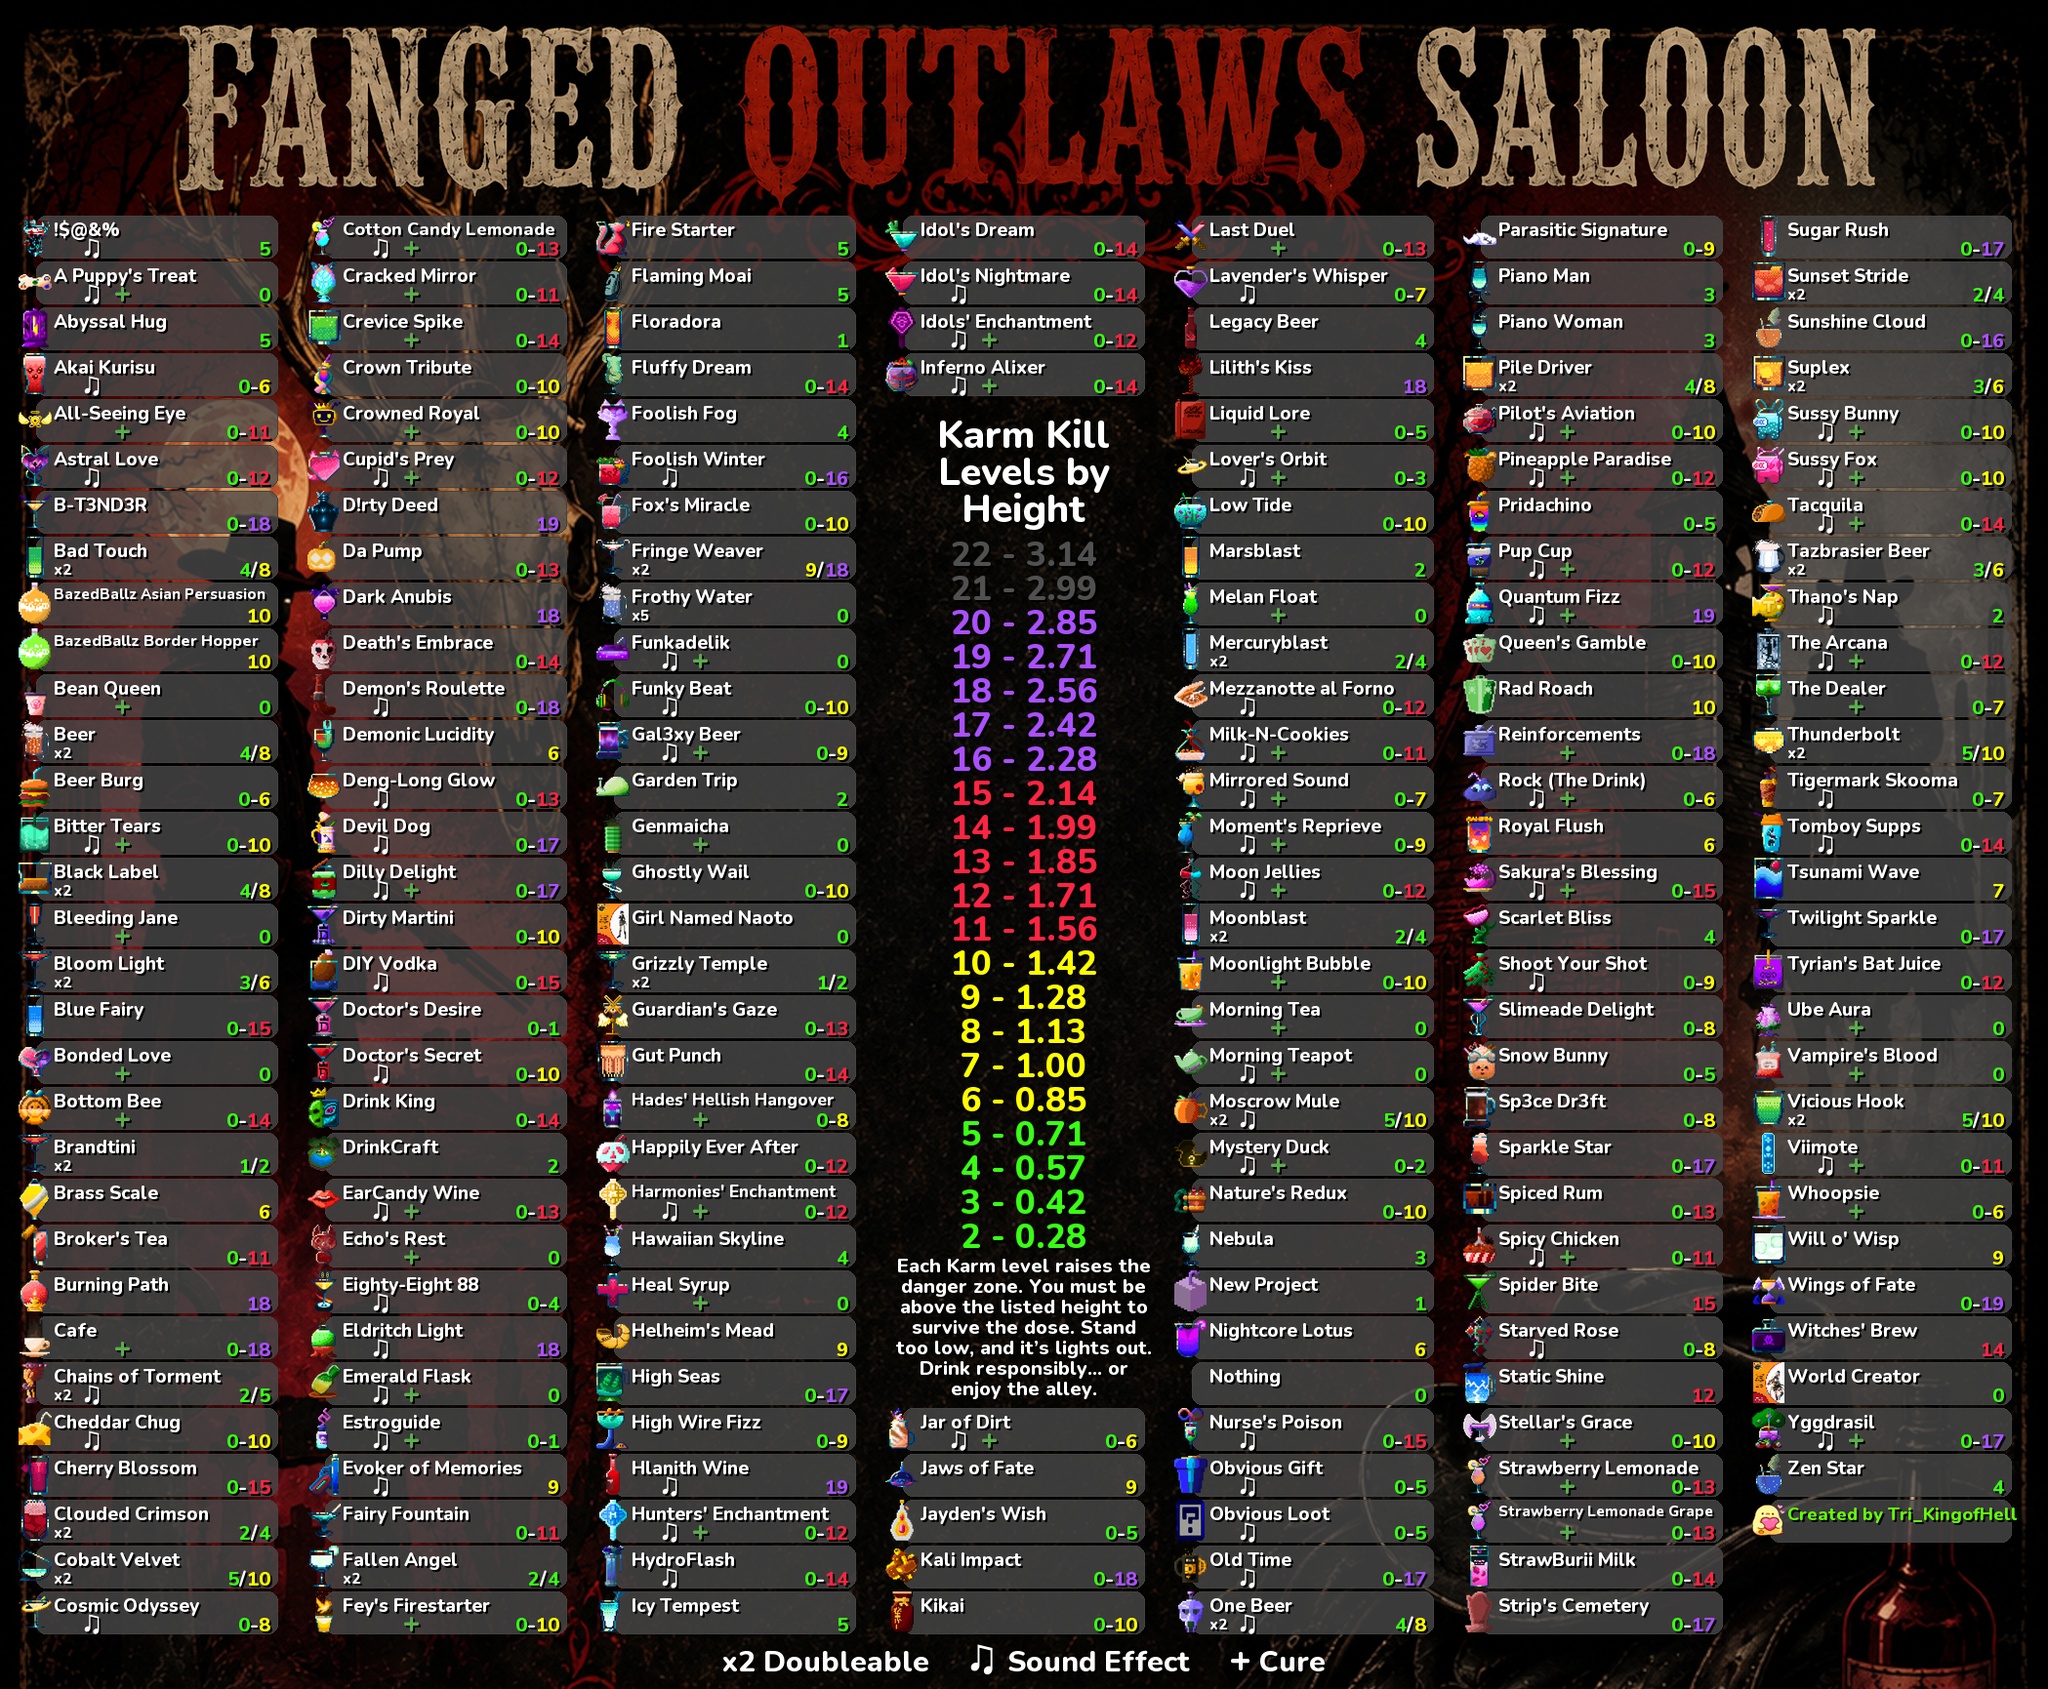 FANGED OUTLAWS SALOON
!$@&%
♫ 5
A Puppy's Treat
♫ + 0
Abyssal Hug
5
Akai Kurisu
♫ 0-6
All-Seeing Eye
+ 0-11
Astral Love
♫ 0-12
B-T3ND3R
0-18
Bad Touch
x2 4/8
BazedBallz Asian Persuasion
10
BazedBallz Border Hopper
10
Bean Queen
+ 0
Beer
x2 4/8
Beer Burg
0-6
Bitter Tears
♫ + 0-10
Black Label
x2 4/8
Bleeding Jane
+ 0
Bloom Light
x2 3/6
Blue Fairy
0-15
Bonded Love
+ 0
Bottom Bee
+ 0-14
Brandtini
x2 1/2
Brass Scale
6
Broker's Tea
0-11
Burning Path
18
Cafe
+ 0-18
Chains of Torment
x2 ♫ 2/5
Cheddar Chug
♫ 0-10
Cherry Blossom
0-15
Clouded Crimson
x2 2/4
Cobalt Velvet
x2 5/10
Cosmic Odyssey
♫ 0-8
Cotton Candy Lemonade
♫ + 0-13
Cracked Mirror
+ 0-11
Crevice Spike
+ 0-14
Crown Tribute
0-10
Crowned Royal
+ 0-10
Cupid's Prey
♫ + 0-12
D!rty Deed
19
Da Pump
0-13
Dark Anubis
18
Death's Embrace
0-14
Demon's Roulette
♫ 0-18
Demonic Lucidity
6
Deng-Long Glow
♫ 0-13
Devil Dog
♫ 0-17
Dilly Delight
♫ + 0-17
Dirty Martini
0-10
DIY Vodka
♫ 0-15
Doctor's Desire
0-1
Doctor's Secret
♫ 0-10
Drink King
0-14
DrinkCraft
2
EarCandy Wine
♫ + 0-13
Echo's Rest
+ 0
Eighty-Eight 88
♫ 0-4
Eldritch Light
♫ 18
Emerald Flask
♫ + 0
Estroguide
♫ + 0-1
Evoker of Memories
♫ 9
Fairy Fountain
0-11
Fallen Angel
x2 2/4
Fey's Firestarter
+ 0-10
Fire Starter
5
Flaming Moai
5
Floradora
1
Fluffy Dream
0-14
Foolish Fog
4
Foolish Winter
♫ 0-16
Fox's Miracle
0-10
Fringe Weaver
x2 9/18
Frothy Water
x5 0
Funkadelik
♫ + 0
Funky Beat
♫ 0-10
Gal3xy Beer
♫ + 0-9
Garden Trip
2
Genmaicha
+ 0
Ghostly Wail
0-10
Girl Named Naoto
0
Grizzly Temple
x2 1/2
Guardian's Gaze
0-13
Gut Punch
0-14
Hades' Hellish Hangover
+ 0-8
Happily Ever After
0-12
Harmonies' Enchantment
♫ + 0-12
Hawaiian Skyline
4
Heal Syrup
+ 0
Helheim's Mead
9
High Seas
0-17
High Wire Fizz
0-9
Hlanith Wine
19
Hunters' Enchantment
♫ + 0-12
HydroFlash
♫ 0-14
Icy Tempest
5
Idol's Dream
0-14
Idol's Nightmare
♫ 0-14
Idols' Enchantment
♫ + 0-12
Inferno Alixer
♫ + 0-14
Karm Kill
Levels by
Height
22 - 3.14
21 - 2.99
20 - 2.85
19 - 2.71
18 - 2.56
17 - 2.42
16 - 2.28
15 - 2.14
14 - 1.99
13 - 1.85
12 - 1.71
11 - 1.56
10 - 1.42
9 - 1.28
8 - 1.13
7 - 1.00
6 - 0.85
5 - 0.71
4 - 0.57
3 - 0.42
2 - 0.28
Each Karm level raises the
danger zone. You must be
above the listed height to
survive the dose. Stand
too low, and it's lights out.
Drink responsibly... or
enjoy the alley.
Jar of Dirt
♫ + 0-6
Jaws of Fate
9
Jayden's Wish
0-5
Kali Impact
0-18
Kikai
0-10
Last Duel
+ 0-13
Lavender's Whisper
♫ 0-7
Legacy Beer
4
Lilith's Kiss
18
Liquid Lore
+ 0-5
Lover's Orbit
♫ + 0-3
Low Tide
0-10
Marsblast
2
Melan Float
+ 0
Mercuryblast
x2 2/4
Mezzanotte al Forno
♫ 0-12
Milk-N-Cookies
♫ + 0-11
Mirrored Sound
♫ + 0-7
Moment's Reprieve
♫ + 0-9
Moon Jellies
♫ + 0-12
Moonblast
x2 2/4
Moonlight Bubble
0-10
Morning Tea
+ 0
Morning Teapot
♫ + 0
Moscrow Mule
x2 ♫ 5/10
Mystery Duck
♫ + 0-2
Nature's Redux
0-10
Nebula
3
New Project
1
Nightcore Lotus
6
Nothing
0
Nurse's Poison
♫ 0-15
Obvious Gift
♫ 0-5
Obvious Loot
♫ 0-5
Old Time
♫ 0-17
One Beer
x2 ♫ 4/8
Parasitic Signature
0-9
Piano Man
3
Piano Woman
3
Pile Driver
x2 4/8
Pilot's Aviation
♫ + 0-10
Pineapple Paradise
♫ + 0-12
Pridachino
0-5
Pup Cup
♫ + 0-12
Quantum Fizz
♫ + 19
Queen's Gamble
0-10
Rad Roach
10
Reinforcements
+ 0-18
Rock (The Drink)
♫ + 0-6
Royal Flush
6
Sakura's Blessing
♫ + 0-15
Scarlet Bliss
4
Shoot Your Shot
♫ 0-9
Slimeade Delight
0-8
Snow Bunny
0-5
Sp3ce Dr3ft
0-8
Sparkle Star
0-17
Spiced Rum
0-13
Spicy Chicken
♫ + 0-11
Spider Bite
15
Starved Rose
♫ 0-8
Static Shine
12
Stellar's Grace
+ 0-10
Strawberry Lemonade
+ 0-13
Strawberry Lemonade Grape
+ 0-13
StrawBurii Milk
0-14
Strip's Cemetery
0-17
Sugar Rush
0-17
Sunset Stride
x2 2/4
Sunshine Cloud
0-16
Suplex
x2 3/6
Sussy Bunny
♫ + 0-10
Sussy Fox
♫ + 0-10
Tacquila
♫ + 0-14
Tazbrasier Beer
x2 3/6
Thano's Nap
♫ 2
The Arcana
♫ + 0-12
The Dealer
+ 0-7
Thunderbolt
x2 5/10
Tigermark Skooma
♫ 0-7
Tomboy Supps
♫ 0-14
Tsunami Wave
7
Twilight Sparkle
0-17
Tyrian's Bat Juice
0-12
Ube Aura
+ 0
Vampire's Blood
+ 0
Vicious Hook
x2 5/10
Viimote
♫ + 0-11
Whoopsie
+ 0-6
Will o' Wisp
9
Wings of Fate
0-19
Witches' Brew
14
World Creator
0
Yggdrasil
♫ + 0-17
Zen Star
4
Created by Tri_KingofHell
x2 Doubleable ♫ Sound Effect + Cure